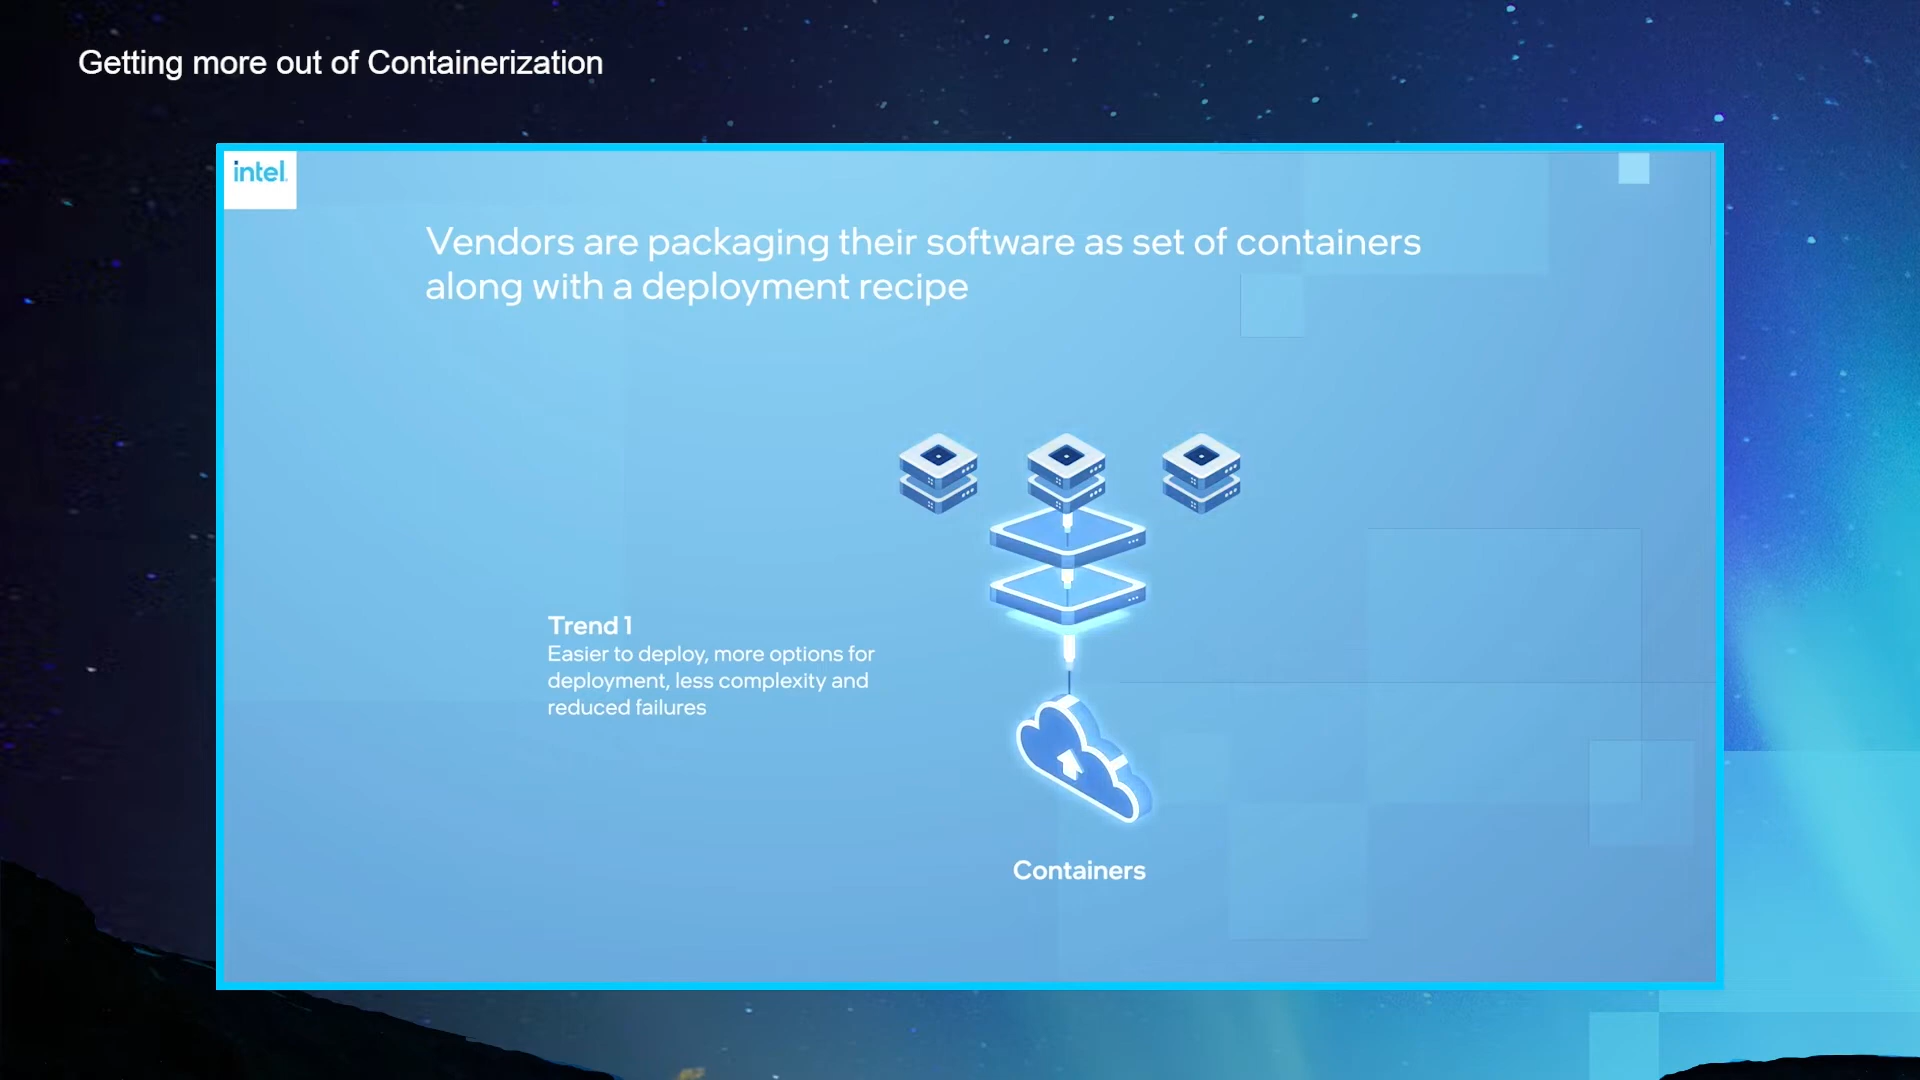 Getting more out of Containerization
intel.
Vendors are packaging their software as set of containers
along with a deployment recipe
Trend 1
Easier to deploy, more options for
deployment, less complexity and
reduced failures
Containers